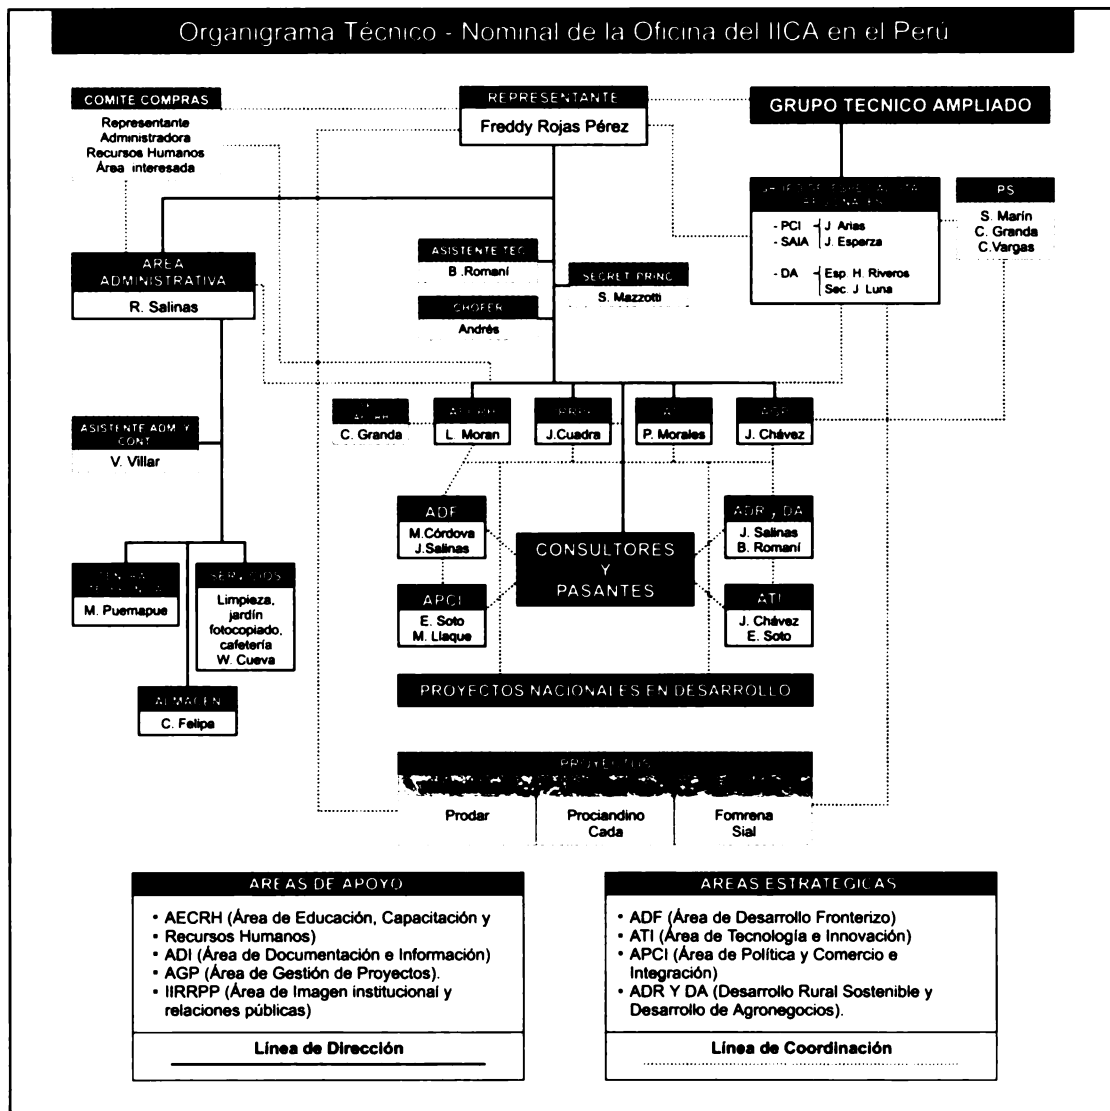 Organigrama Técnico - Nominal de la Oficina del IICA en el Perú
COMITE COMPRAS
Representante
Administradora
Recursos Humanos
Área interesada
REPRESENTANTE
Freddy Rojas Pérez
GRUPO TECNICO AMPLIADO
- PCI
J. Arias
- SAIA
J. Esparza
- DA
Esp. H. Riveros
Sec. J. Luna
PS
S. Marín
C. Granda
C.Vargas
AREA
ADMINISTRATIVA
R. Salinas
ASISTENTE TEC
B .Romaní
SECRET PRINC
S. Mazzotti
CHOFER
Andrés
C. Granda
L. Moran
J.Cuadra
P. Morales
AGP
J. Chávez
ASISTENTE ADM. Y
CONT
V. Villar
ADF
M.Córdova
J.Salinas
CONSULTORES
Y
PASANTES
ADR y DA
J. Salinas
B. Romaní
APCI
E. Soto
M. Llaque
ATI
J. Chávez
E. Soto
M. Puemapue
SERVICIOS
Limpieza,
jardín
fotocopiado,
cafetería
W. Cueva
ALMACEN
C. Felipa
PROYECTOS NACIONALES EN DESARROLLO
PROYECTOS
Prodar
Prociandino
Cada
Fomrena
Sial
AREAS DE APOYO
• AECRH (Área de Educación, Capacitación y
• Recursos Humanos)
• ADI (Área de Documentación e Información)
• AGP (Área de Gestión de Proyectos).
• IIRRPP (Área de Imagen institucional y
relaciones públicas)
Línea de Dirección
AREAS ESTRATEGICAS
• ADF (Área de Desarrollo Fronterizo)
• ATI (Área de Tecnología e Innovación)
• APCI (Área de Política y Comercio e
Integración)
• ADR Y DA (Desarrollo Rural Sostenible y
Desarrollo de Agronegocios).
Línea de Coordinación